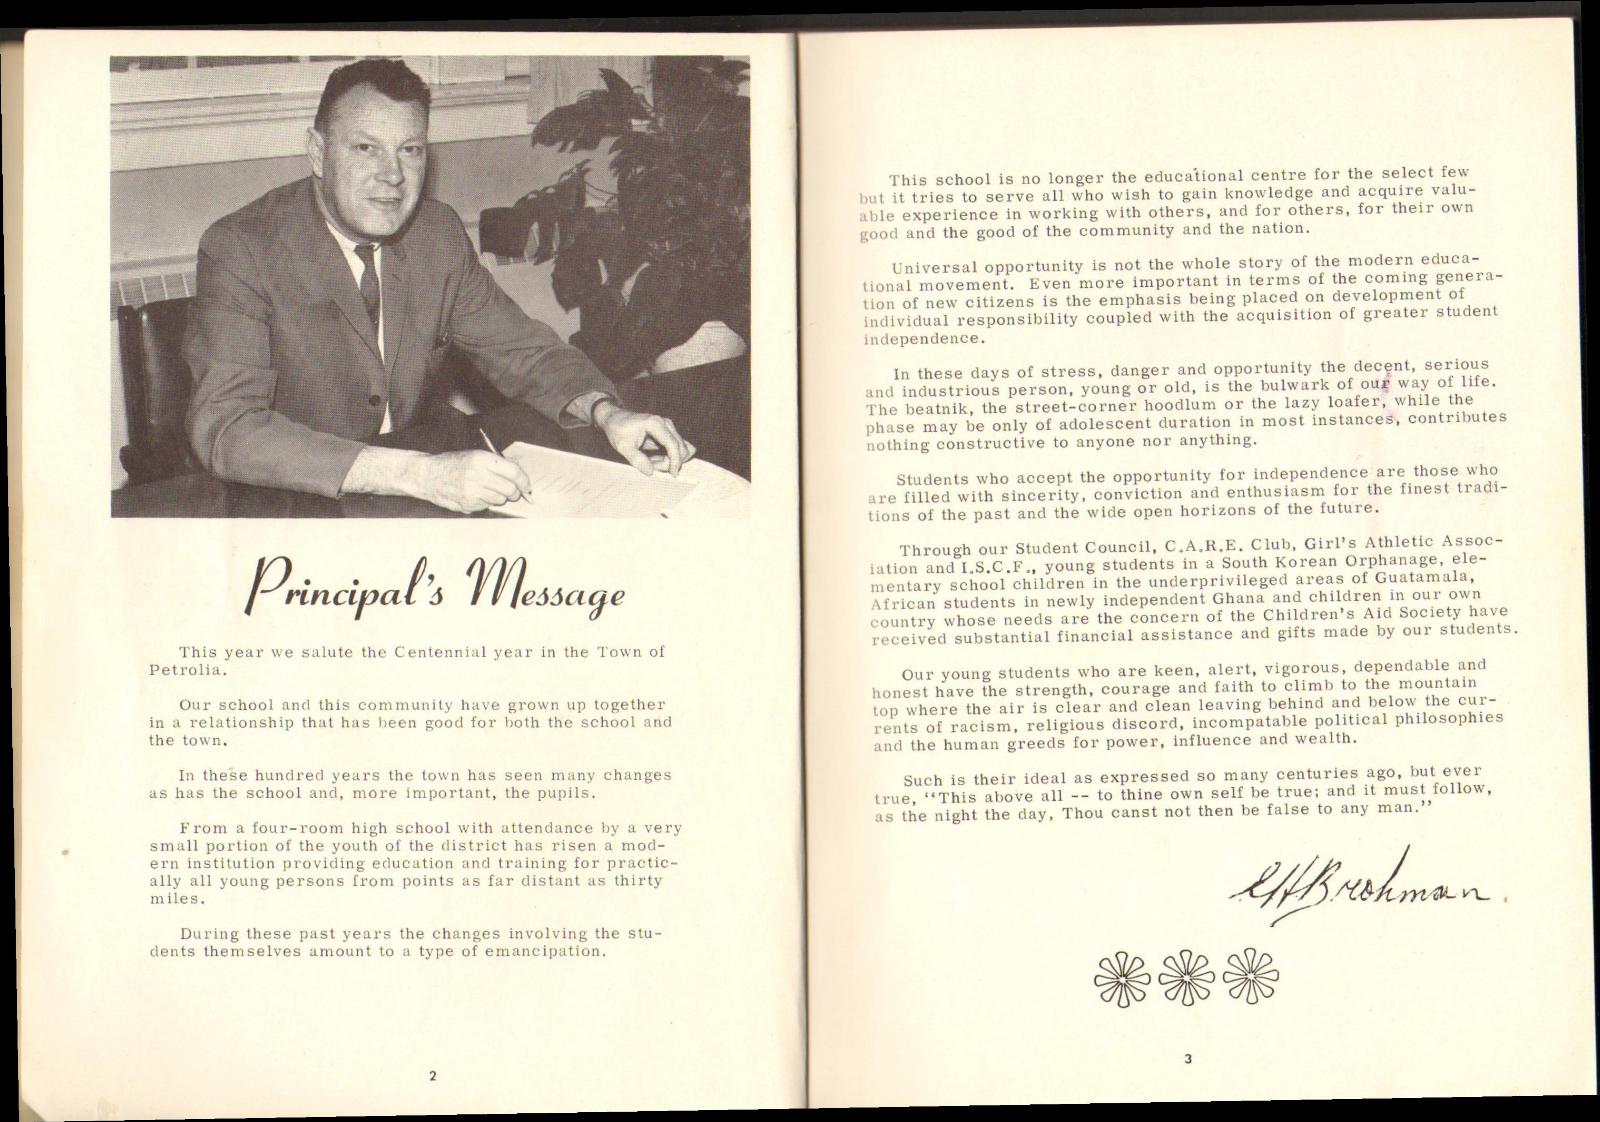 Principal's Message
This year we salute the Centennial year in the Town of
Petrolia.
Our school and this community have grown up together
in a relationship that has been good for both the school and
the town.
In these hundred years the town has seen many changes
as has the school and, more important, the pupils.
From a four-room high school with attendance by a very
small portion of the youth of the district has risen a mod-
ern institution providing education and training for practic-
ally all young persons from points as far distant as thirty
miles.
During these past years the changes involving the stu-
dents themselves amount to a type of emancipation.
2
This school is no longer the educational centre for the select few
but it tries to serve all who wish to gain knowledge and acquire valu-
able experience in working with others, and for others, for their own
good and the good of the community and the nation.
Universal opportunity is not the whole story of the modern educa-
tional movement. Even more important in terms of the coming genera-
tion of new citizens is the emphasis being placed on development of
individual responsibility coupled with the acquisition of greater student
independence.
In these days of stress, danger and opportunity the decent, serious
and industrious person, young or old, is the bulwark of our way of life.
The beatnik, the street-corner hoodlum or the lazy loafer, while the
phase may be only of adolescent duration in most instances, contributes
nothing constructive to anyone nor anything.
Students who accept the opportunity for independence are those who
are filled with sincerity, conviction and enthusiasm for the finest tradi-
tions of the past and the wide open horizons of the future.
Through our Student Council, C.A.R.E. Club, Girl's Athletic Assoc-
iation and I.S.C.F., young students in a South Korean Orphanage, ele-
mentary school children in the underprivileged areas of Guatamala,
African students in newly independent Ghana and children in our own
country whose needs are the concern of the Children's Aid Society have
received substantial financial assistance and gifts made by our students.
Our young students who are keen, alert, vigorous, dependable and
honest have the strength, courage and faith to climb to the mountain
top where the air is clear and clean leaving behind and below the cur-
rents of racism, religious discord, incompatable political philosophies
and the human greeds for power, influence and wealth.
Such is their ideal as expressed so many centuries ago, but ever
true, "This above all -- to thine own self be true; and it must follow,
as the night the day, Thou canst not then be false to any man."
Brohman
3